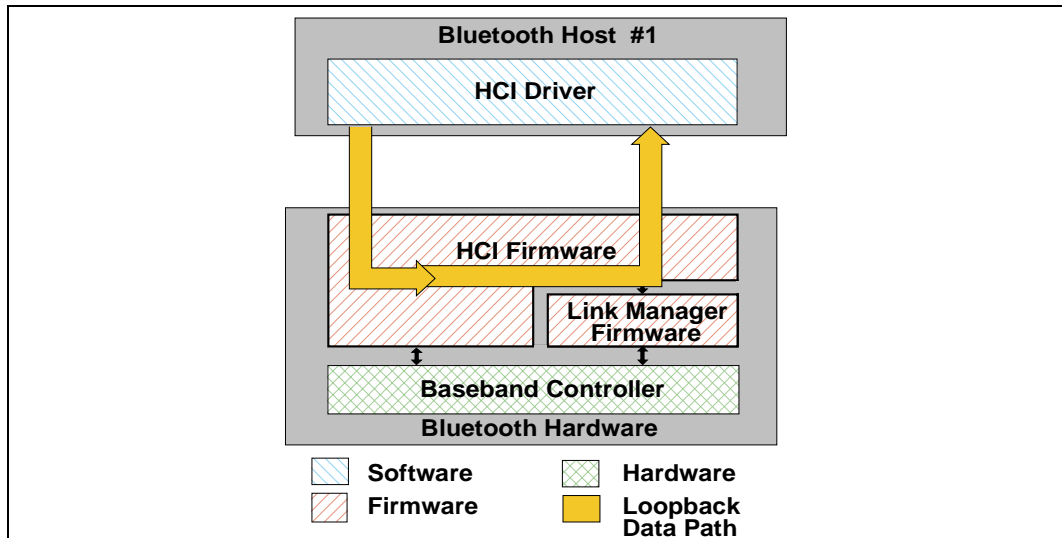 Bluetooth Host #1
HCI Driver
HCI Firmware
Link Manager
Firmware
Baseband Controller
Bluetooth Hardware
Software
Hardware
Firmware
Loopback
Data Path